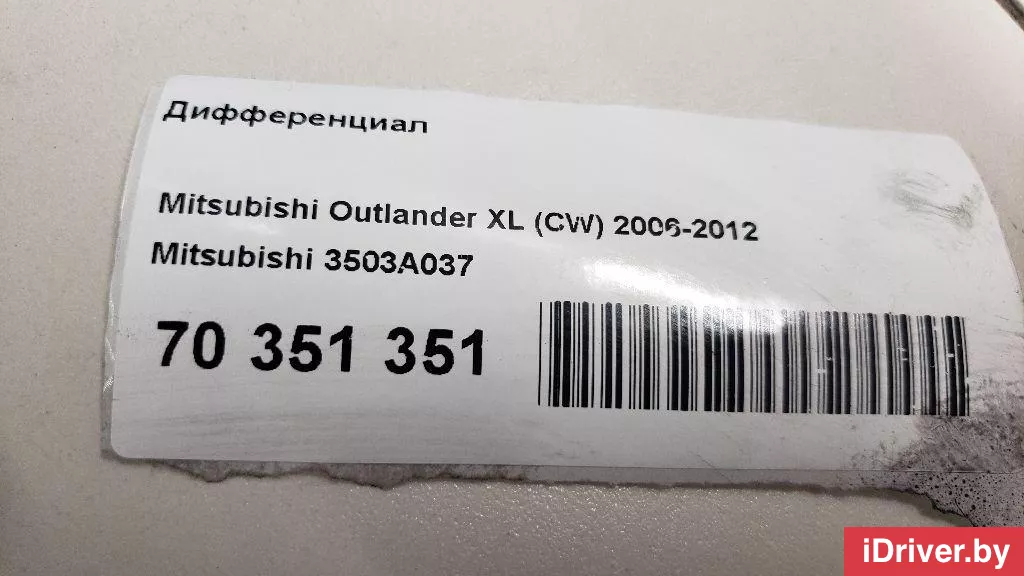 Дифференциал
Mitsubishi Outlander XL (CW) 2006-2012
Mitsubishi 3503A037
70 351 351
iDriver.by